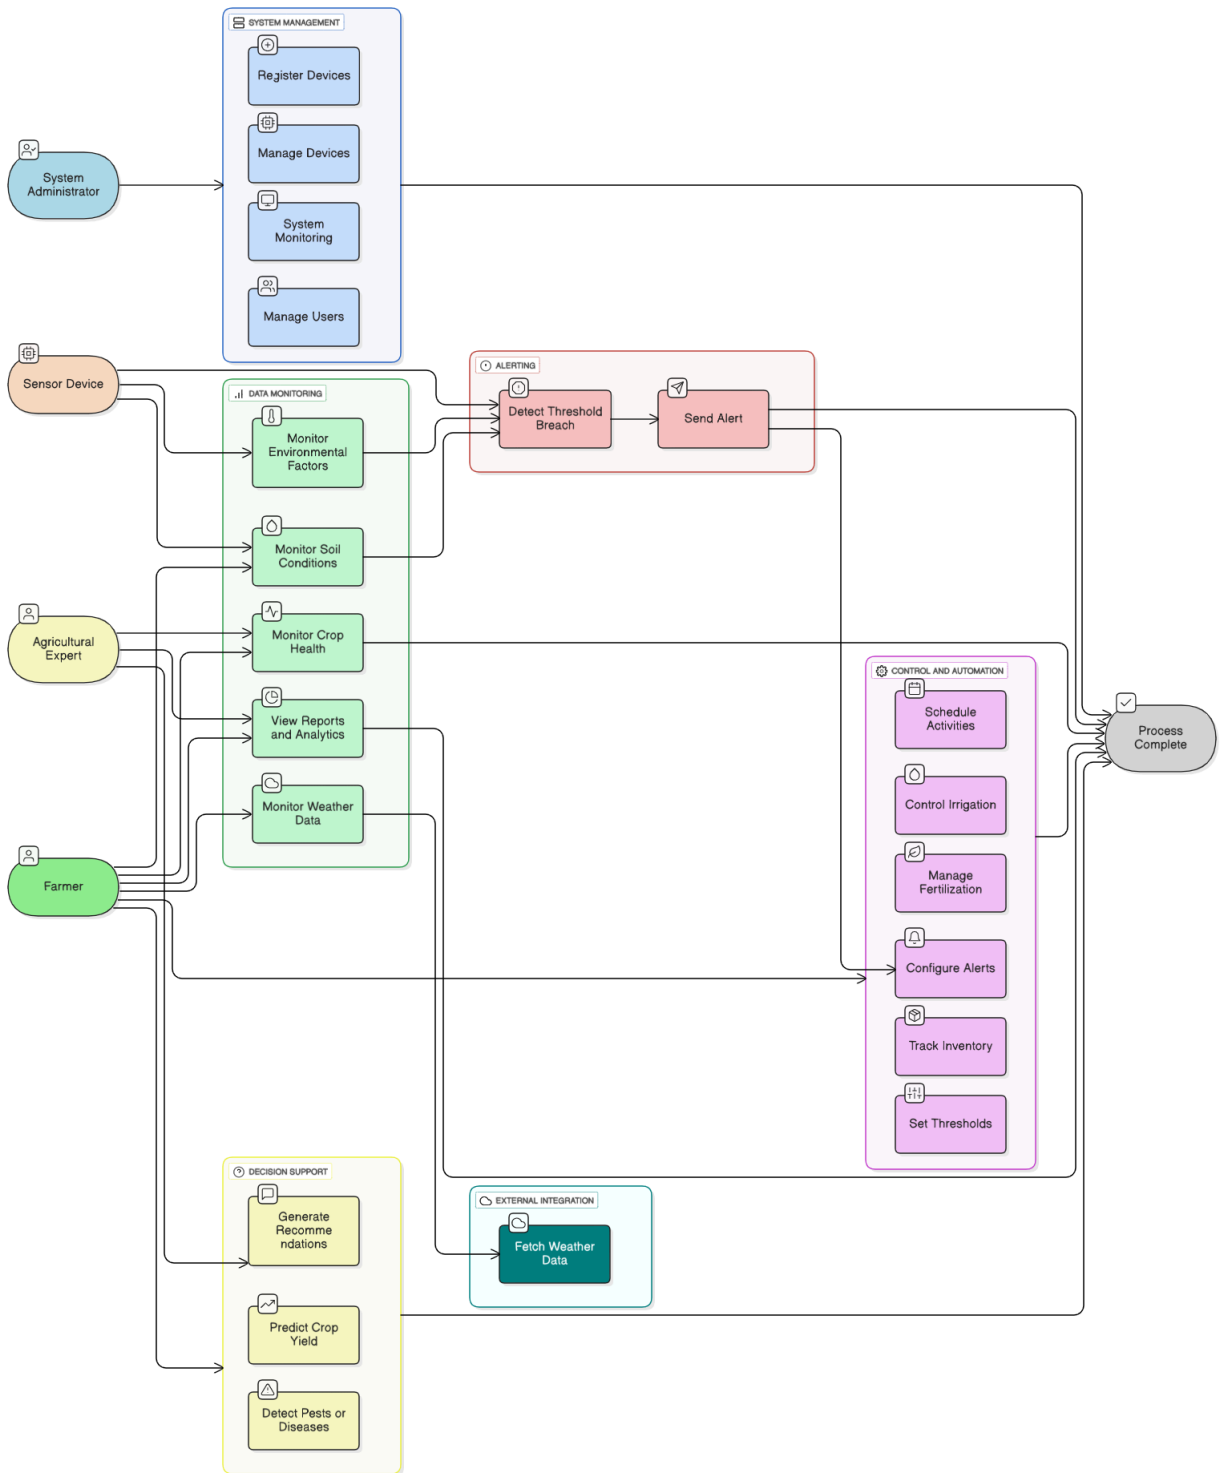 SYSTEM MANAGEMENT
Register Devices
Manage Devices
System
Monitoring
Manage Users
System
Administrator
Sensor Device
DATA MONITORING
Monitor
Environmental
Factors
Monitor Soil
Conditions
Monitor Crop
Health
View Reports
and Analytics
Monitor Weather
Data
ALERTING
Detect Threshold
Breach
Send Alert
Agricultural
Expert
Farmer
CONTROL AND AUTOMATION
Schedule
Activities
Control Irrigation
Manage
Fertilization
Configure Alerts
Track Inventory
Set Thresholds
Process
Complete
DECISION SUPPORT
Generate
Recomme
ndations
Predict Crop
Yield
Detect Pests or
Diseases
EXTERNAL INTEGRATION
Fetch Weather
Data